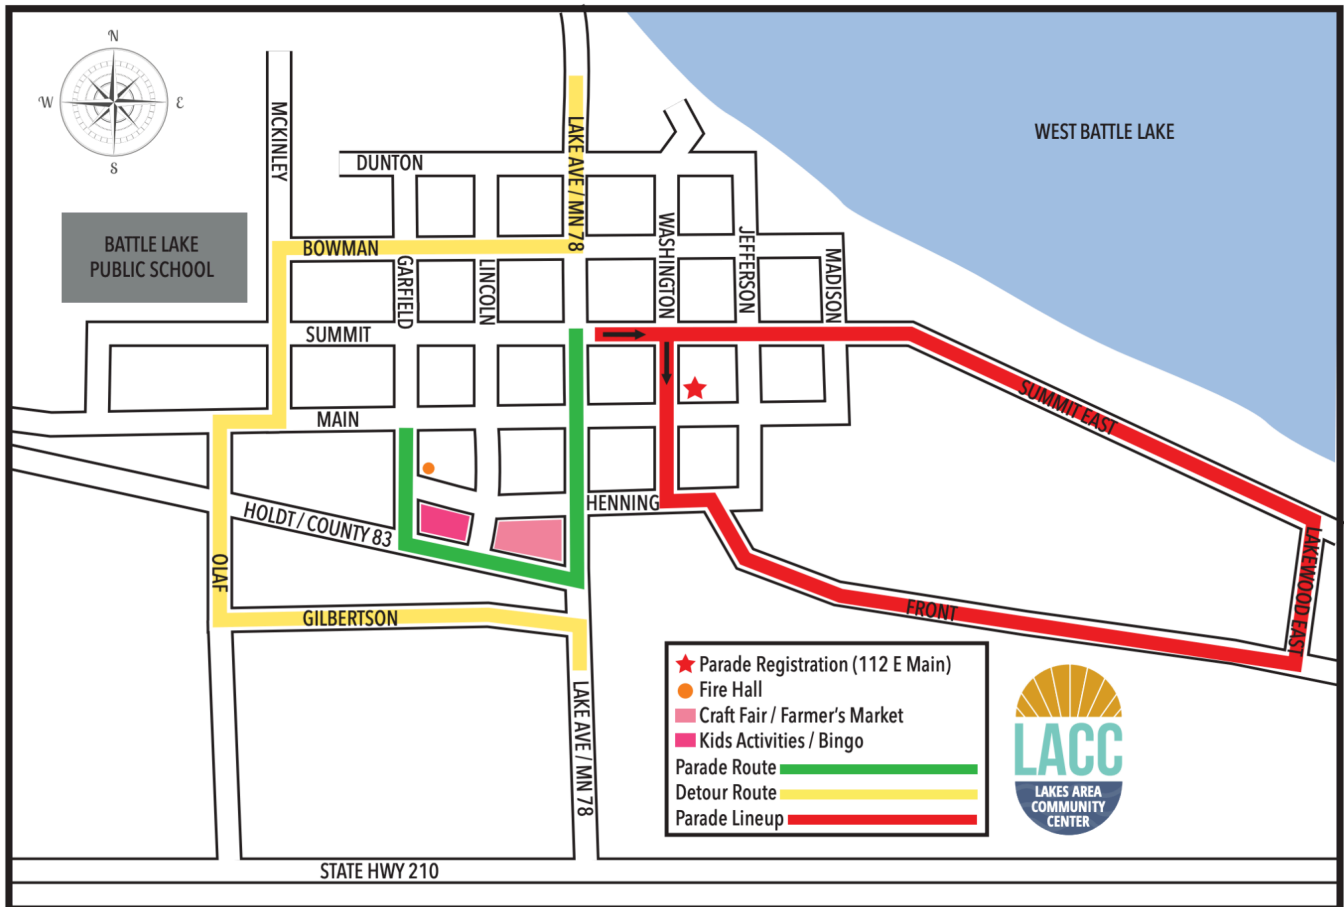 N
W
E
S
MCKINLEY
LAKE AVE / MN 78
WEST BATTLE LAKE
DUNTON
BATTLE LAKE
PUBLIC SCHOOL
BOWMAN
GARFIELD
LINCOLN
WASHINGTON
JEFFERSON
MADISON
SUMMIT
SUMMIT EAST
MAIN
HENNING
HOLDT / COUNTY 83
OLAF
LAKEWOOD EAST
GILBERTSON
FRONT
LAKE AVE / MN 78
Parade Registration (112 E Main)
Fire Hall
Craft Fair / Farmer's Market
Kids Activities / Bingo
Parade Route
Detour Route
Parade Lineup
LACC
LAKES AREA
COMMUNITY
CENTER
STATE HWY 210